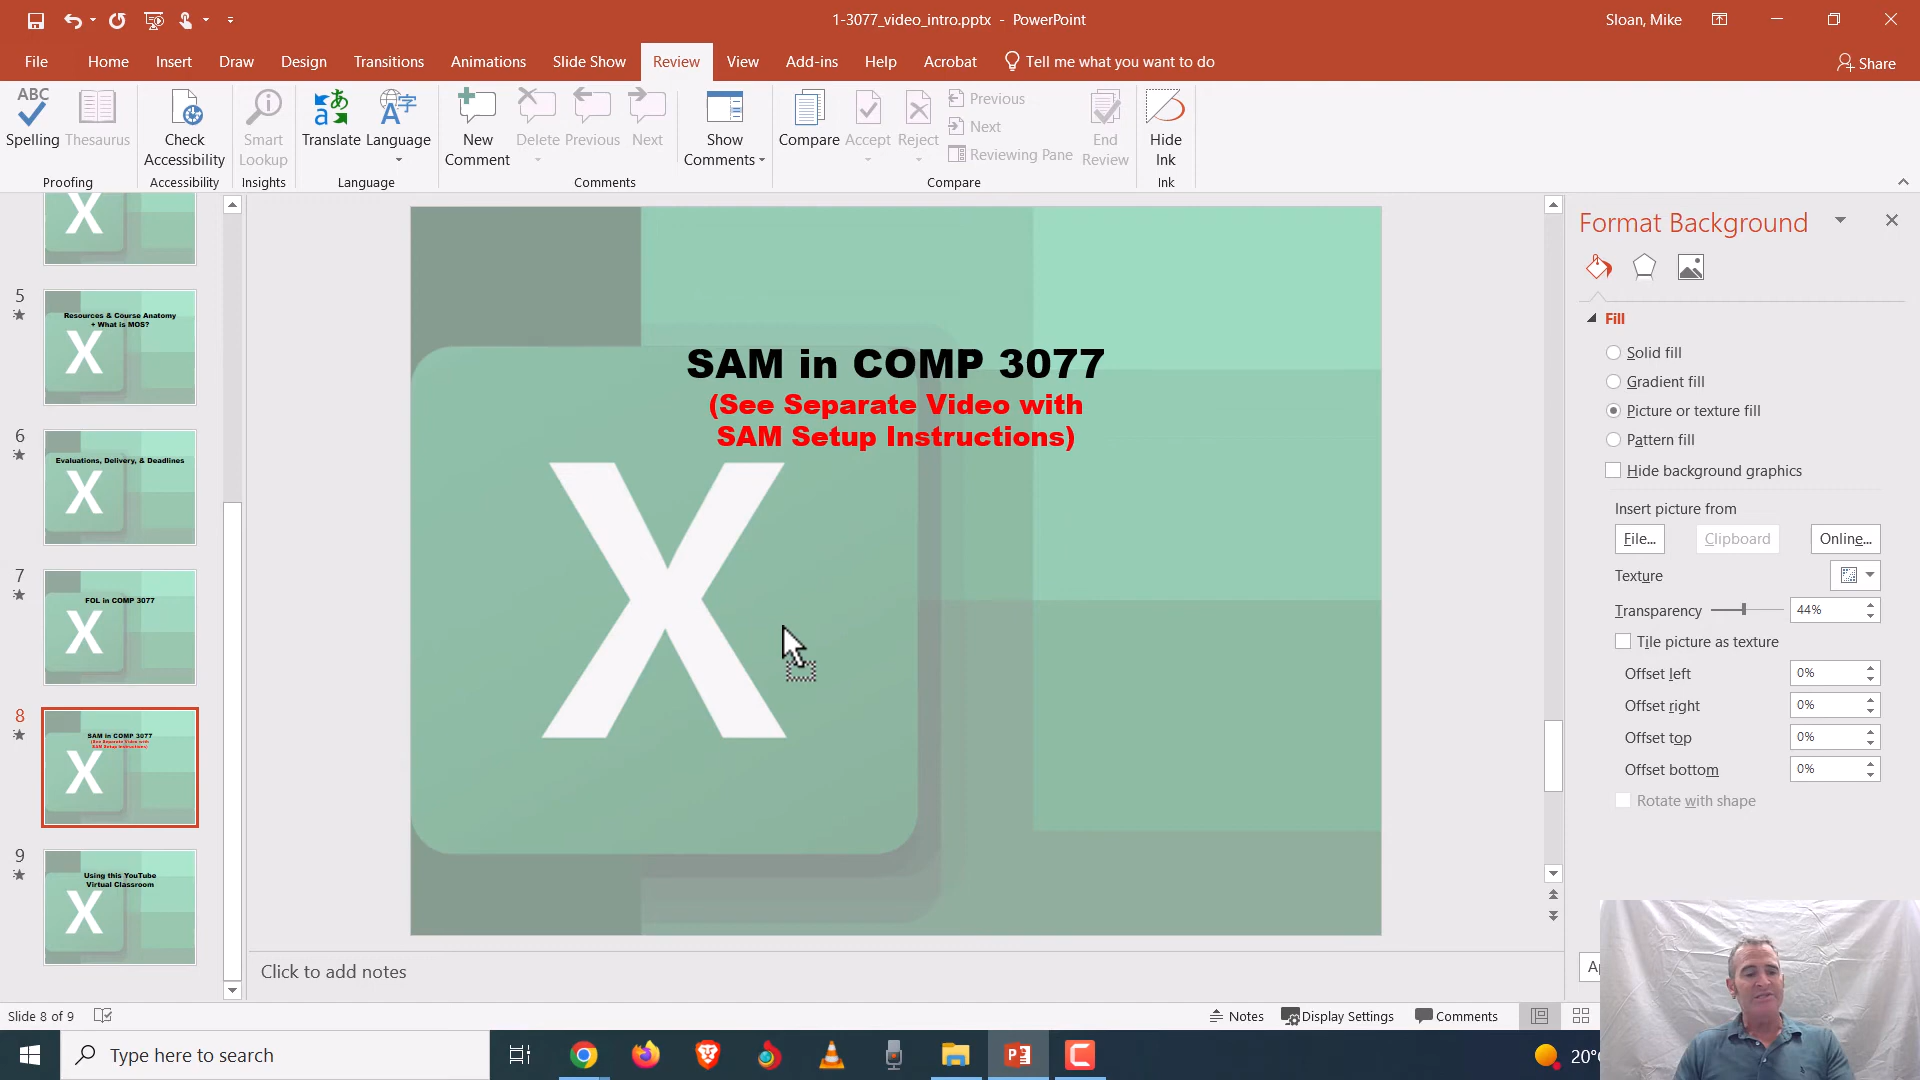 1-3077_video_intro.pptx - PowerPoint
Sloan, Mike
File Home Insert Draw Design Transitions Animations Slide Show Review View Add-ins Help Acrobat Tell me what you want to do
Share
ABC
Spelling
Thesaurus
Proofing
Check Accessibility
Accessibility
Smart Lookup
Insights
Translate
Language
Language
New Comment
Delete
Previous
Next
Show Comments
Comments
Compare
Accept
Reject
Previous
Next
Reviewing Pane
End Review
Compare
Hide Ink
Ink
X
5
Resources & Course Anatomy
+ What is MOS?
X
6
Evaluations, Delivery, & Deadlines
X
7
FOL in COMP 3077
X
8
SAM in COMP 3077
(See Separate Video with
SAM Setup Instructions)
X
9
Using this YouTube
Virtual Classroom
X
SAM in COMP 3077
(See Separate Video with
SAM Setup Instructions)
X
Click to add notes
Format Background
Fill
Solid fill
Gradient fill
Picture or texture fill
Pattern fill
Hide background graphics
Insert picture from
File... Clipboard Online...
Texture
Transparency 44%
Tile picture as texture
Offset left 0%
Offset right 0%
Offset top 0%
Offset bottom 0%
Rotate with shape
Slide 8 of 9
Notes Display Settings Comments
Type here to search